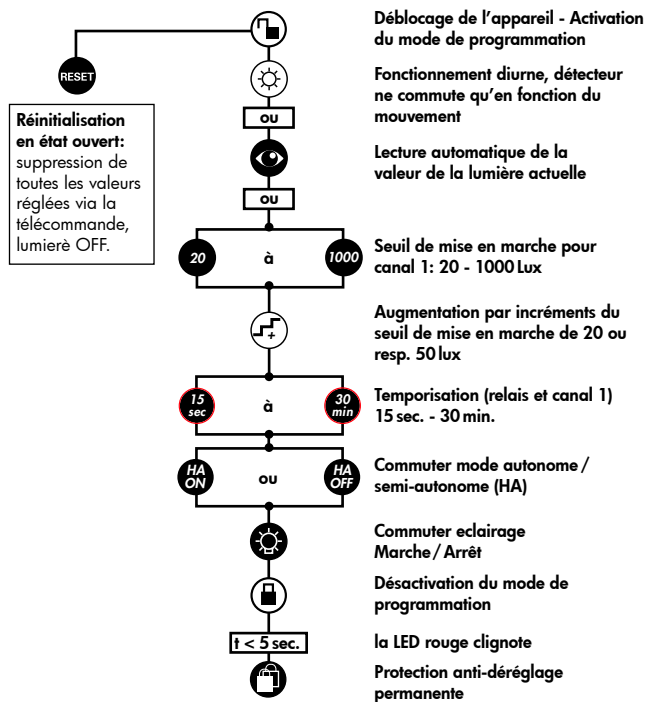 Déblocage de l'appareil - Activation
du mode de programmation
RESET
Fonctionnement diurne, détecteur
ne commute qu'en fonction du
mouvement
Réinitialisation
en état ouvert:
suppression de
toutes les valeurs
réglées via la
télécommande,
lumierè OFF.
ou
Lecture automatique de la
valeur de la lumière actuelle
ou
20 à 1000
Seuil de mise en marche pour
canal 1: 20 - 1000 Lux
+
Augmentation par incréments du
seuil de mise en marche de 20 ou
resp. 50 lux
15
sec
à
30
min
Temporisation (relais et canal 1)
15 sec. - 30 min.
HA
ON
ou
HA
OFF
Commuter mode autonome /
semi-autonome (HA)
Commuter eclairage
Marche / Arrêt
Désactivation du mode de
programmation
t < 5 sec.
la LED rouge clignote
Protection anti-déréglage
permanente